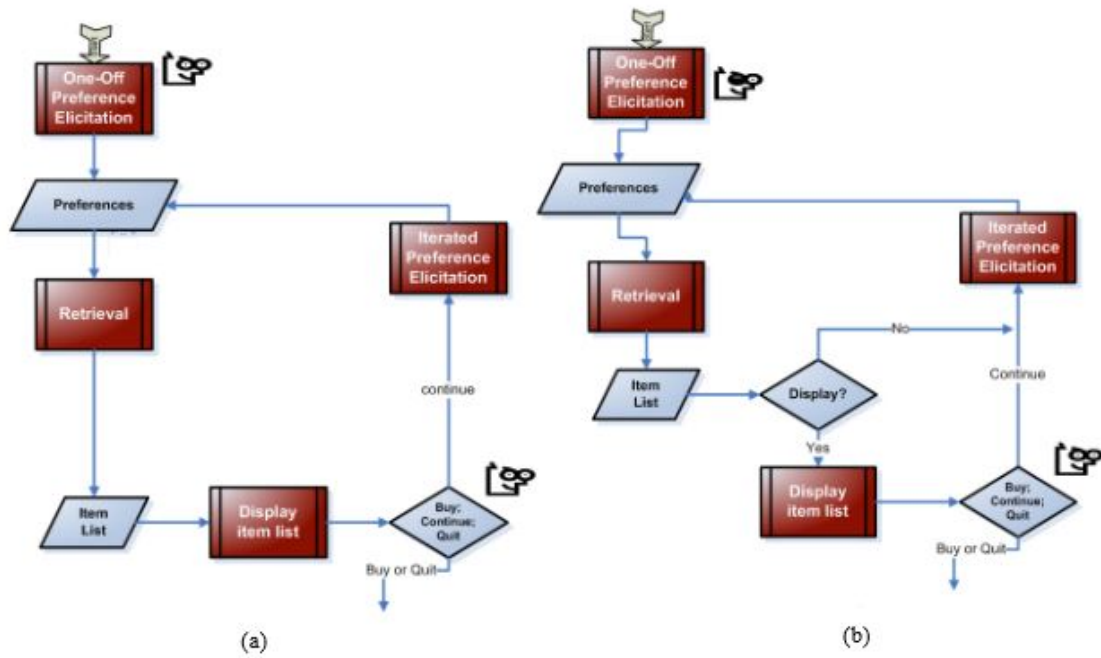 One-Off
Preference
Elicitation
Preferences
Retrieval
Item
List
Display
item list
Buy;
Continue;
Quit
continue
Iterated
Preference
Elicitation
Buy or Quit
(a)
One-Off
Preference
Elicitation
Preferences
Retrieval
Item
List
Display?
No
Yes
Display
item list
Buy;
Continue;
Quit
Continue
Iterated
Preference
Elicitation
Buy or Quit
(b)